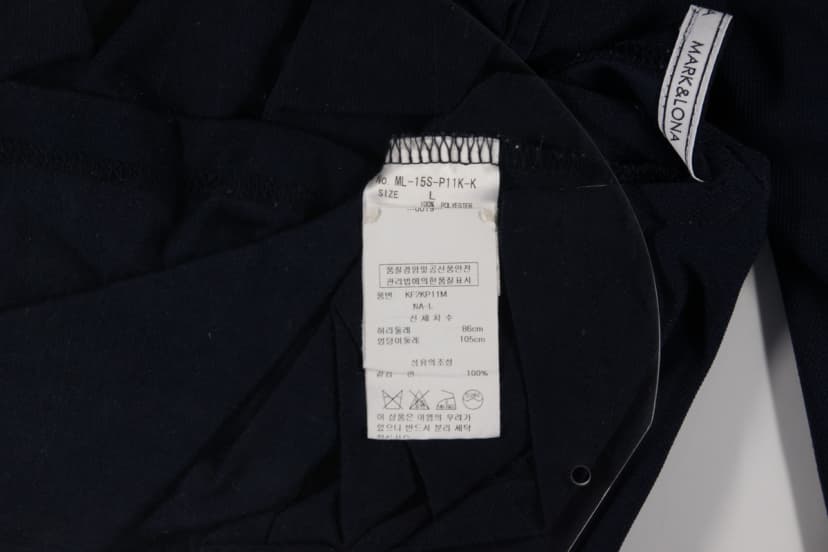 MARK&LONA
No. ML-15S-P11K-K
SIZE L
100% POLYESTER
품질경영및공산품안전
관리법에의한품질표시
품번 KF2KP11M
NA-L
신체치수
허리둘레 86cm
엉덩이둘레 105cm
섬유의조성
겉감 면 100%
이 상품은 이염의 우려가
있으니 반드시 분리 세탁